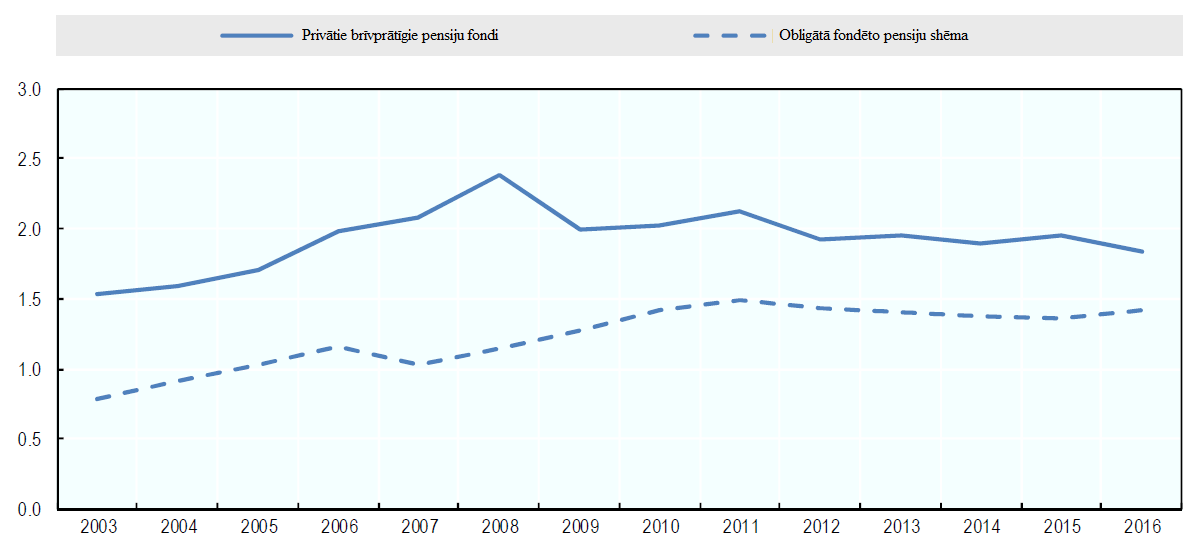 Privātie brīvprātīgie pensiju fondi
Obligātā fondēto pensiju shēma
3.0
2.5
2.0
1.5
1.0
0.5
0.0
2003 2004 2005 2006 2007 2008 2009 2010 2011 2012 2013 2014 2015 2016